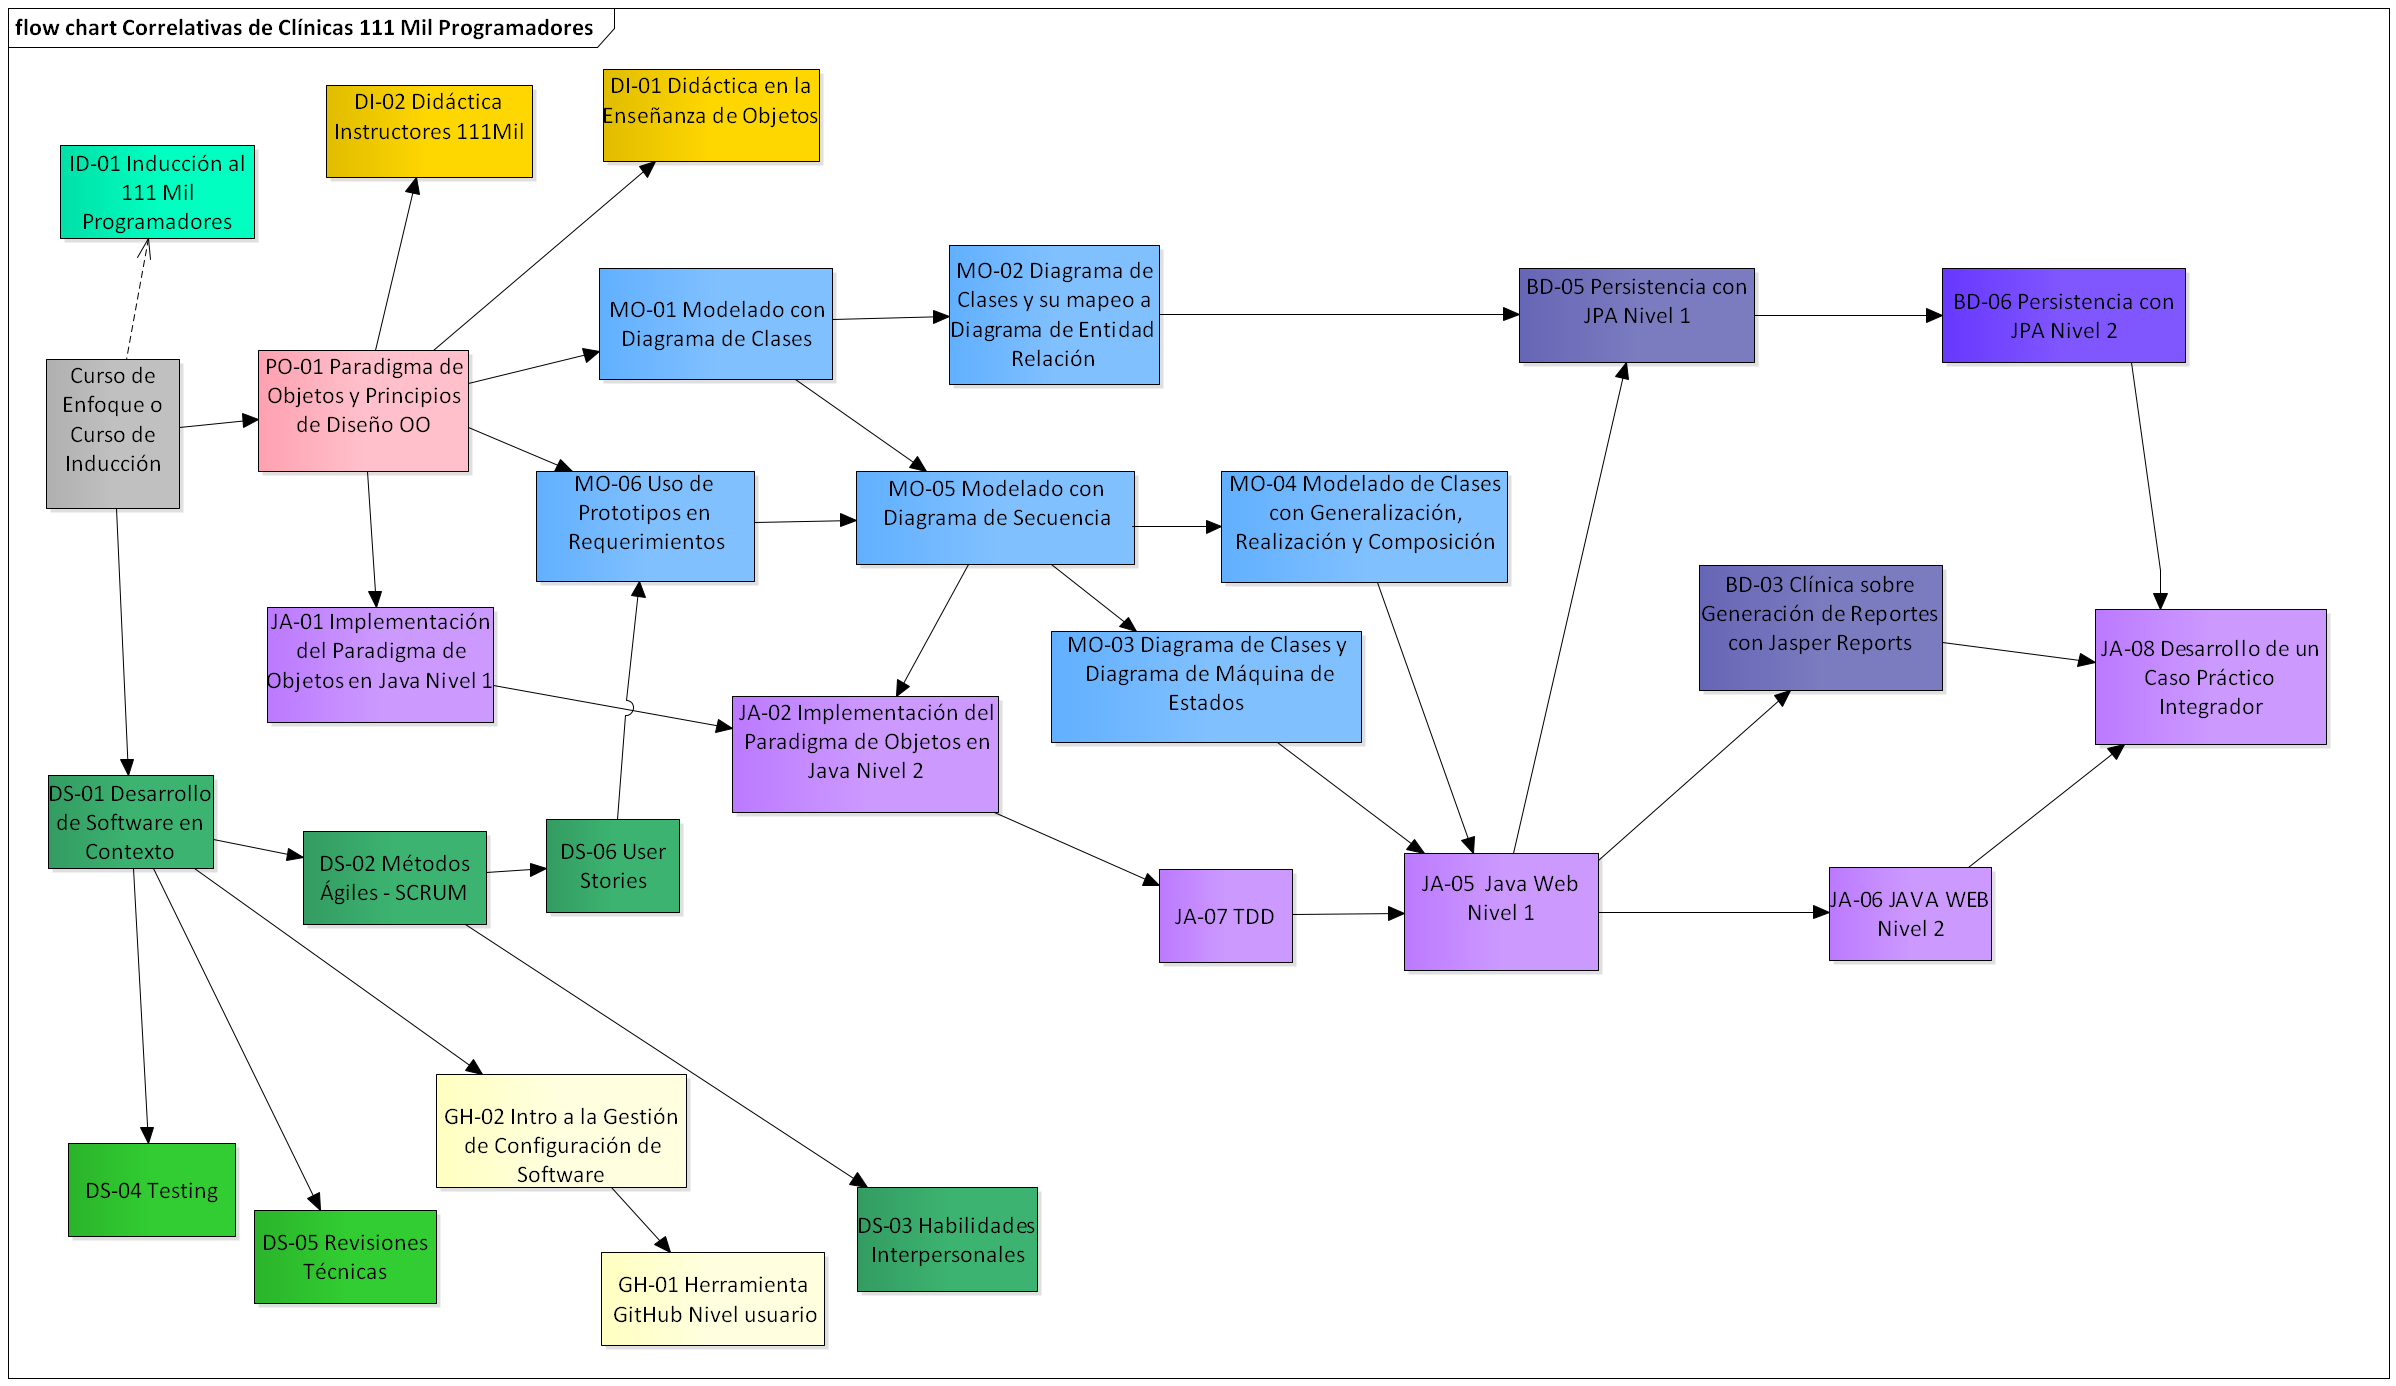 flow chart Correlativas de Clínicas 111 Mil Programadores
DI-01 Didáctica en la
Enseñanza de Objetos
DI-02 Didáctica
Instructores 111Mil
ID-01 Inducción al
111 Mil
Programadores
MO-01 Modelado con
Diagrama de Clases
MO-02 Diagrama de
Clases y su mapeo a
Diagrama de Entidad
Relación
BD-05 Persistencia con
JPA Nivel 1
BD-06 Persistencia con
JPA Nivel 2
Curso de
Enfoque o
Curso de
Inducción
PO-01 Paradigma de
Objetos y Principios
de Diseño OO
MO-06 Uso de
Prototipos en
Requerimientos
MO-05 Modelado con
Diagrama de Secuencia
MO-04 Modelado de Clases
con Generalización,
Realización y Composición
BD-03 Clínica sobre
Generación de Reportes
con Jasper Reports
JA-01 Implementación
del Paradigma de
Objetos en Java Nivel 1
MO-03 Diagrama de Clases y
Diagrama de Máquina de
Estados
JA-08 Desarrollo de un
Caso Práctico
Integrador
JA-02 Implementación del
Paradigma de Objetos en
Java Nivel 2
DS-01 Desarrollo
de Software en
Contexto
DS-02 Métodos
Ágiles - SCRUM
DS-06 User
Stories
JA-07 TDD
JA-05 Java Web
Nivel 1
JA-06 JAVA WEB
Nivel 2
GH-02 Intro a la Gestión
de Configuración de
Software
DS-04 Testing
DS-05 Revisiones
Técnicas
DS-03 Habilidades
Interpersonales
GH-01 Herramienta
GitHub Nivel usuario